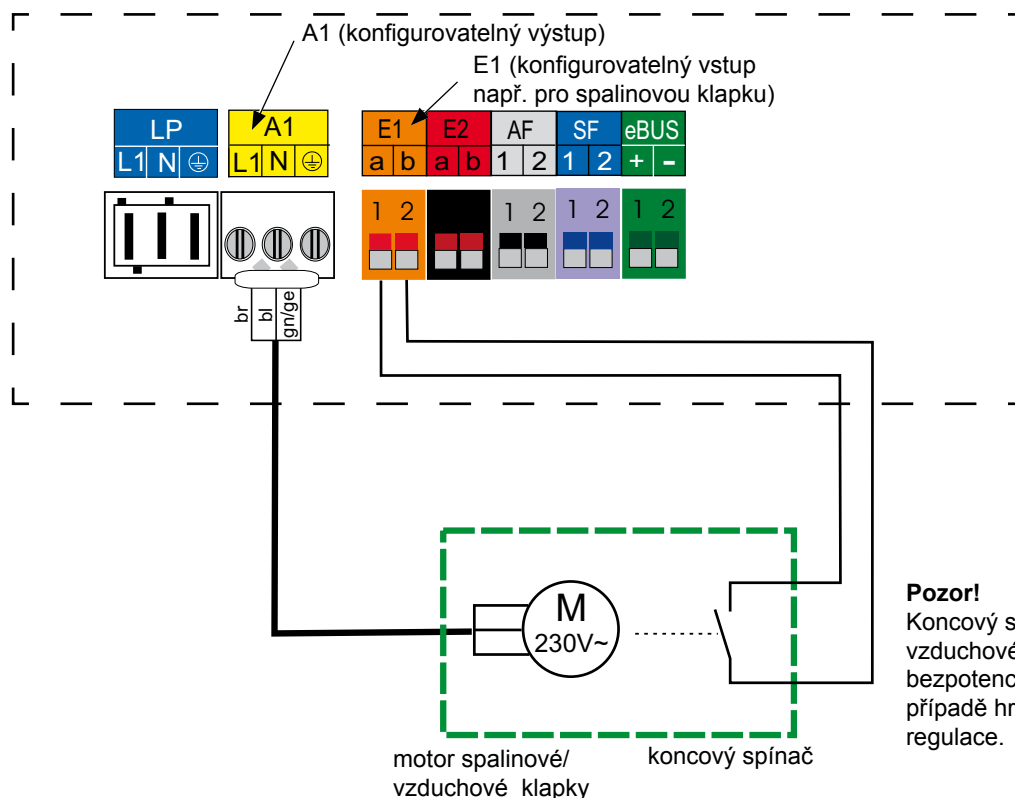 A1 (konfigurovatelný výstup)
E1 (konfigurovatelný vstup
např. pro spalinovou klapku)
LP A1 E1 E2 AF SF eBUS
L1 N L1 N a b a b 1 2 1 2 + -
1 2 1 2 1 2 1 2
br
bl
gn/ge
M
230V~
Pozor!
Koncový s
vzduchové
bezpotenc
případě hr
regulace.
motor spalinové/
vzduchové klapky
koncový spínač